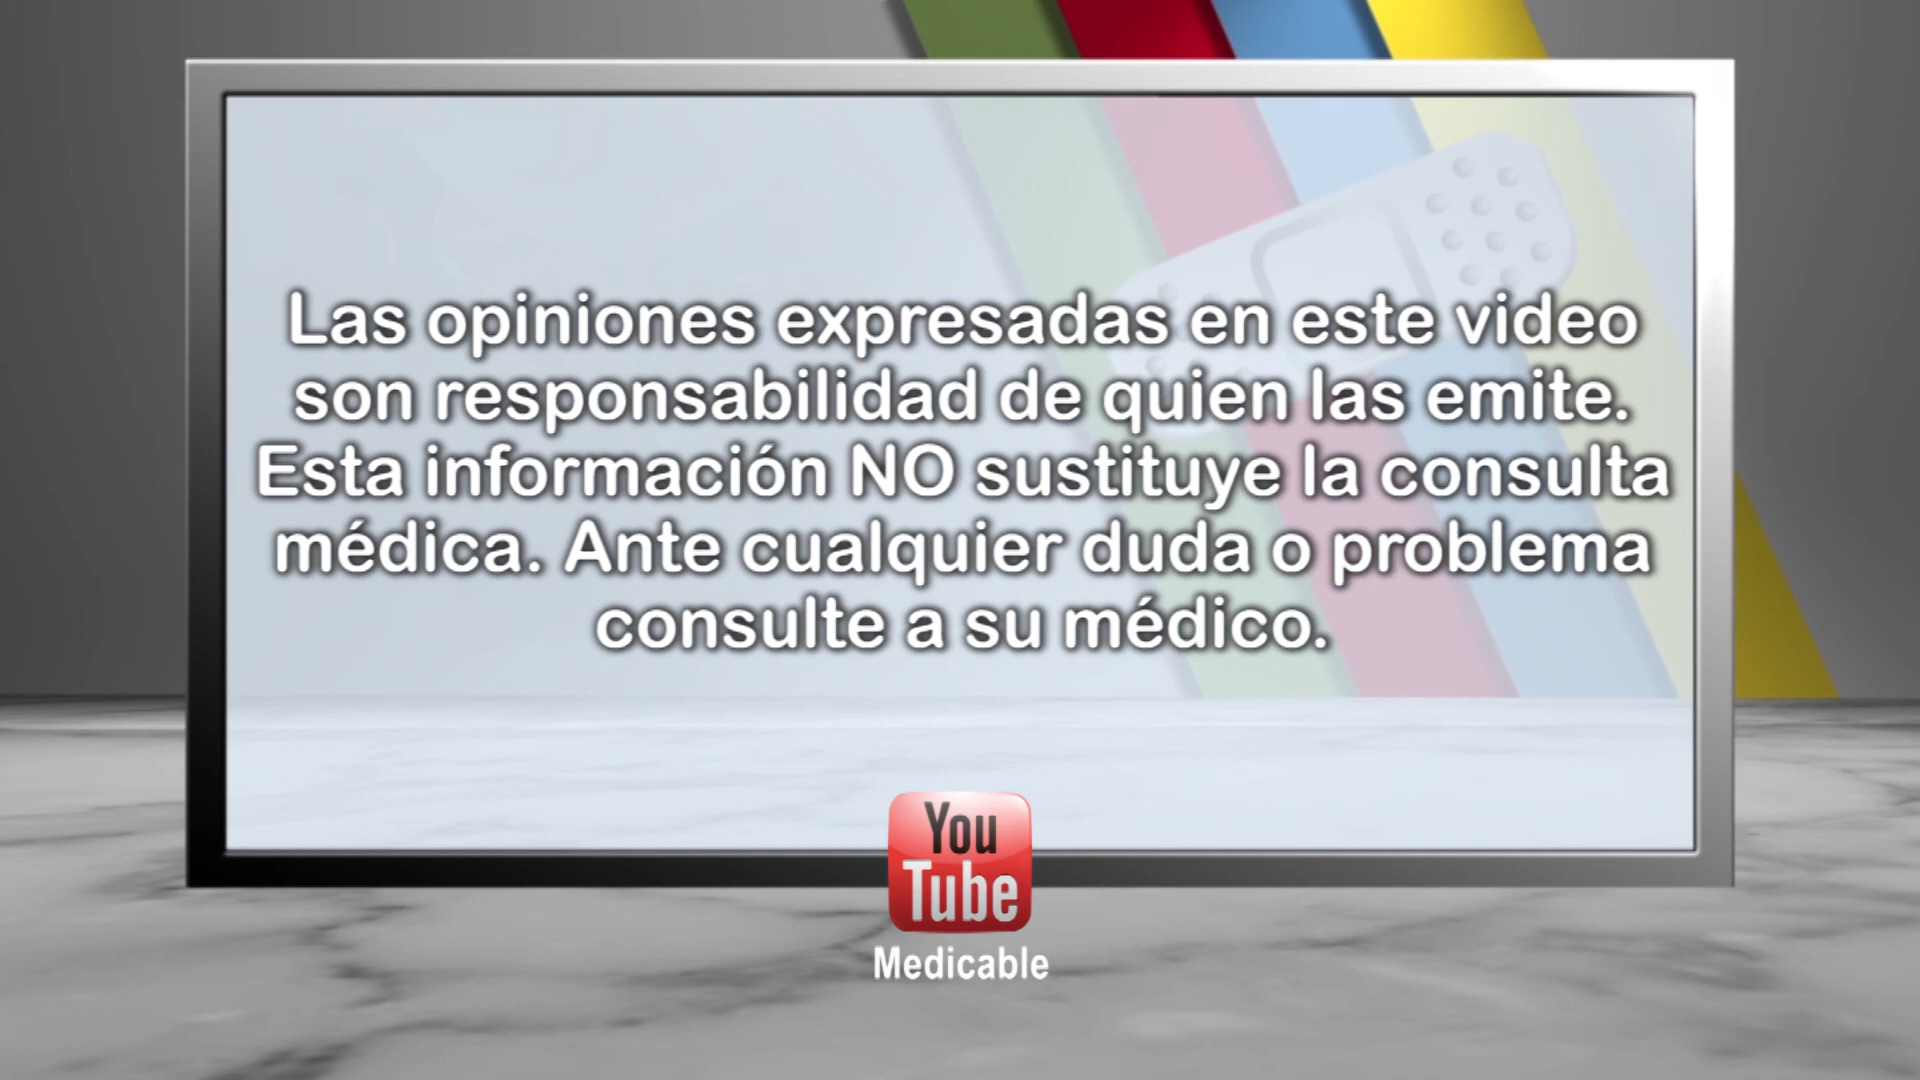 Las opiniones expresadas en este video
son responsabilidad de quien las emite.
Esta información NO sustituye la consulta
médica. Ante cualquier duda o problema
consulte a su médico.
You
Tube
Medicable